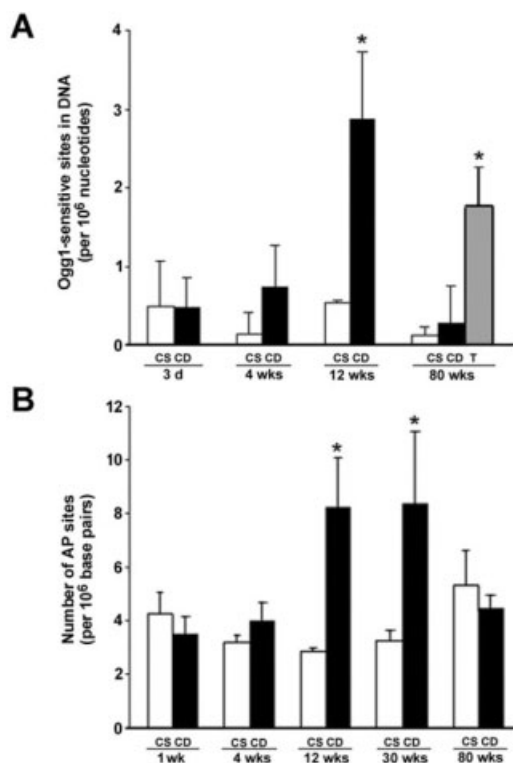 A
Ogg1-sensitive sites in DNA
(per 10⁶ nucleotides)
4
3
2
1
0
*
*
CS CD
CS CD
CS CD
CS CD T
3 d
4 wks
12 wks
80 wks
B
Number of AP sites
(per 10⁶ base pairs)
12
10
8
6
4
2
0
*
*
CS CD
CS CD
CS CD
CS CD
CS CD
1 wk
4 wks
12 wks
30 wks
80 wks